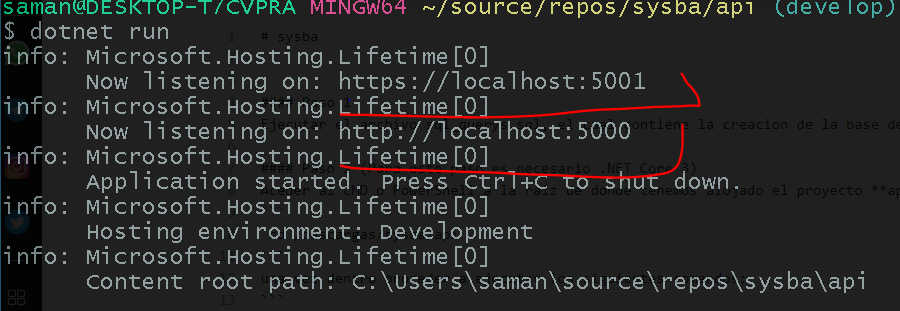 saman@DESKTOP-T7CVPRA MINGW64 ~/source/repos/sysba/api (develop)
$ dotnet run
# sysba
info: Microsoft.Hosting.Lifetime[0]
Now listening on: https://localhost:5001
info: Microsoft.Hosting.Lifetime[0]
Now listening on: http://localhost:5000
info: Microsoft.Hosting.Lifetime[0]
Application started. Press Ctrl+C to shut down.
info: Microsoft.Hosting.Lifetime[0]
Hosting environment: Development
info: Microsoft.Hosting.Lifetime[0]
Content root path: C:\Users\saman\source\repos\sysba\api